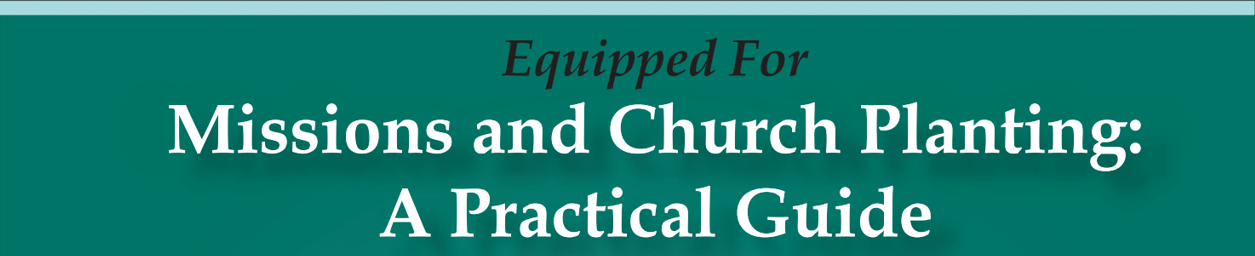 Equipped For
Missions and Church Planting:
A Practical Guide